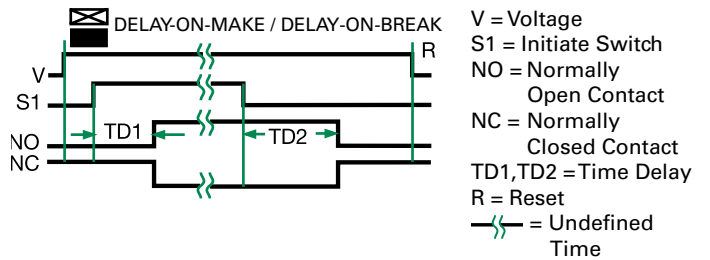 DELAY-ON-MAKE / DELAY-ON-BREAK
R
V
S1
TD1
TD2
NO
NC
V = Voltage
S1 = Initiate Switch
NO = Normally
Open Contact
NC = Normally
Closed Contact
TD1,TD2 = Time Delay
R = Reset
= Undefined
Time